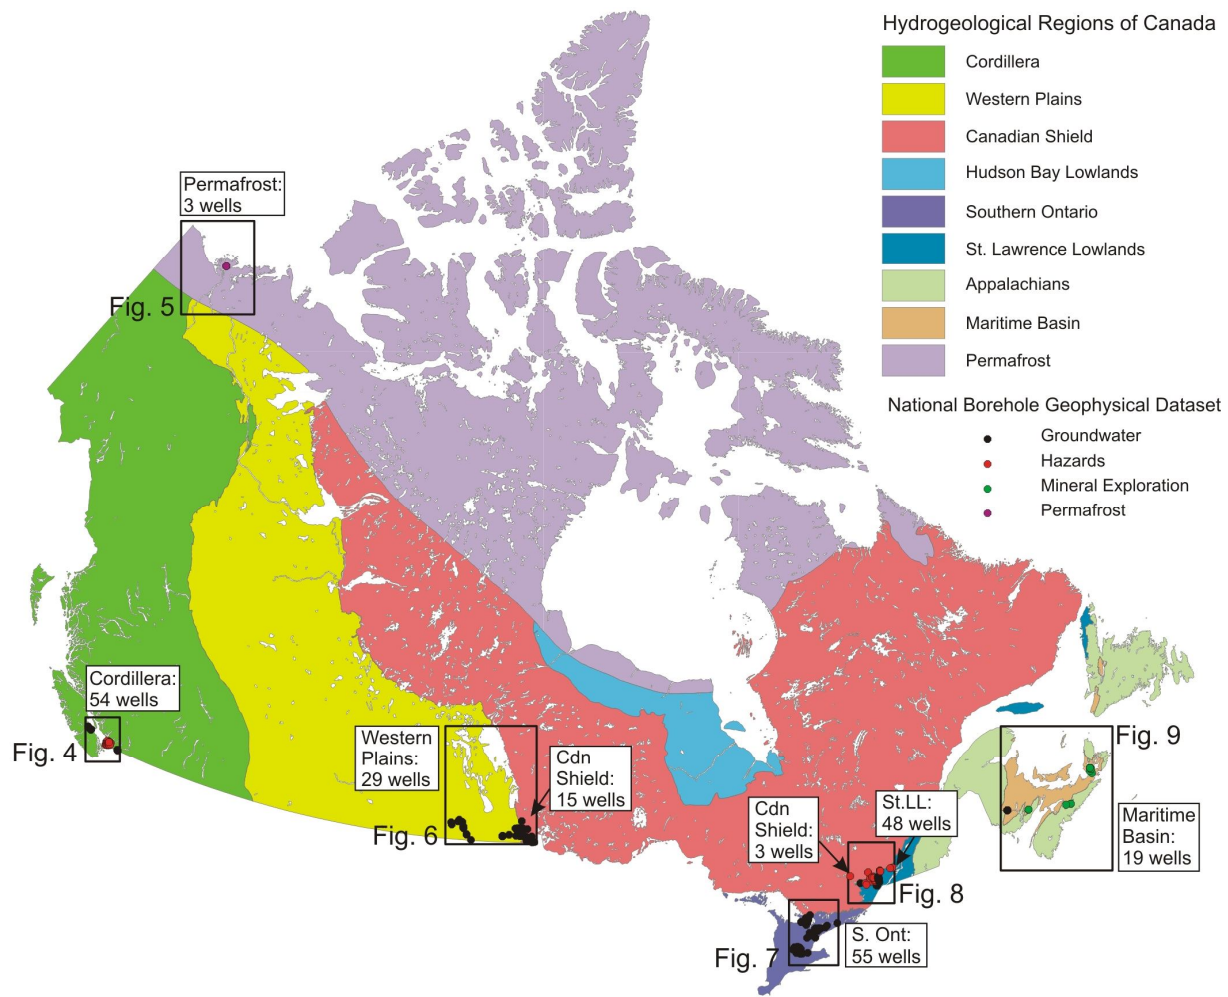 Hydrogeological Regions of Canada
Cordillera
Western Plains
Canadian Shield
Hudson Bay Lowlands
Southern Ontario
St. Lawrence Lowlands
Appalachians
Maritime Basin
Permafrost
National Borehole Geophysical Dataset
Groundwater
Hazards
Mineral Exploration
Permafrost
Permafrost:
3 wells
Fig. 5
Cordillera:
54 wells
Fig. 4
Western
Plains:
29 wells
Cdn
Shield:
15 wells
Fig. 6
Cdn
Shield:
3 wells
St.LL:
48 wells
Fig. 8
Fig. 9
Maritime
Basin:
19 wells
S. Ont:
55 wells
Fig. 7